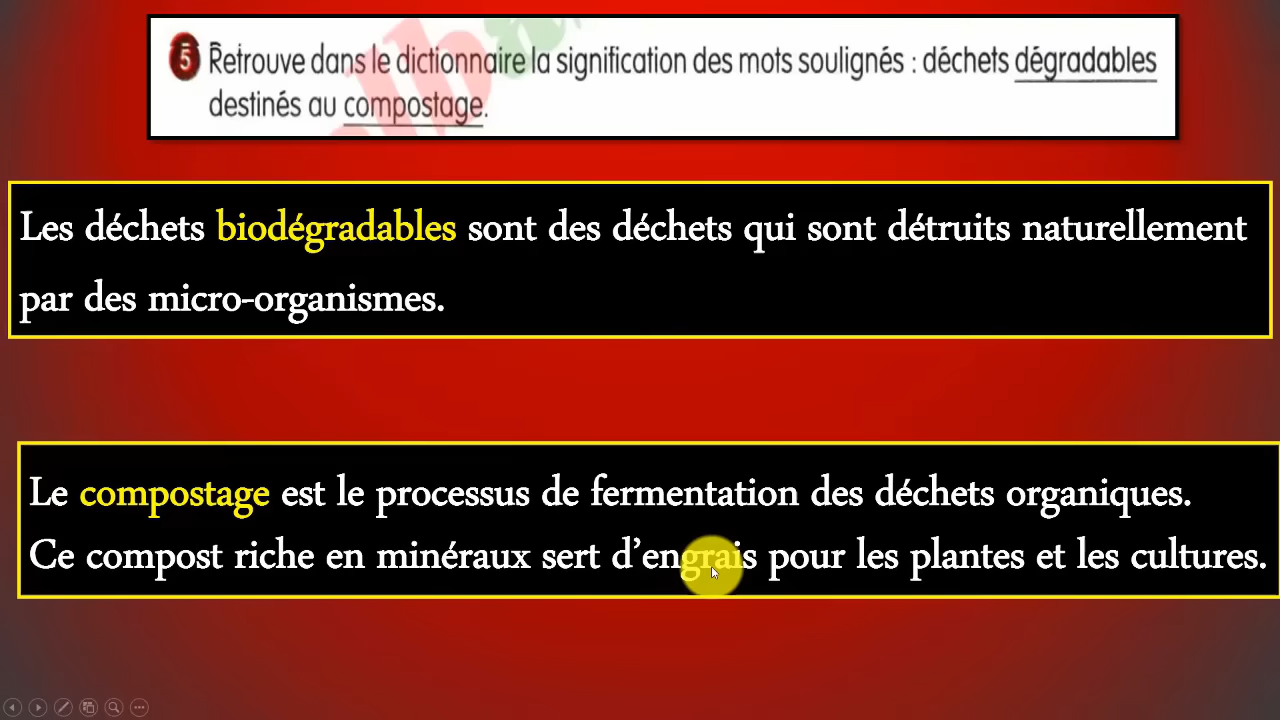 5 Retrouve dans le dictionnaire la signification des mots soulignés : déchets dégradables
destinés au compostage.
Les déchets biodégradables sont des déchets qui sont détruits naturellement
par des micro-organismes.
Le compostage est le processus de fermentation des déchets organiques.
Ce compost riche en minéraux sert d’engrais pour les plantes et les cultures.